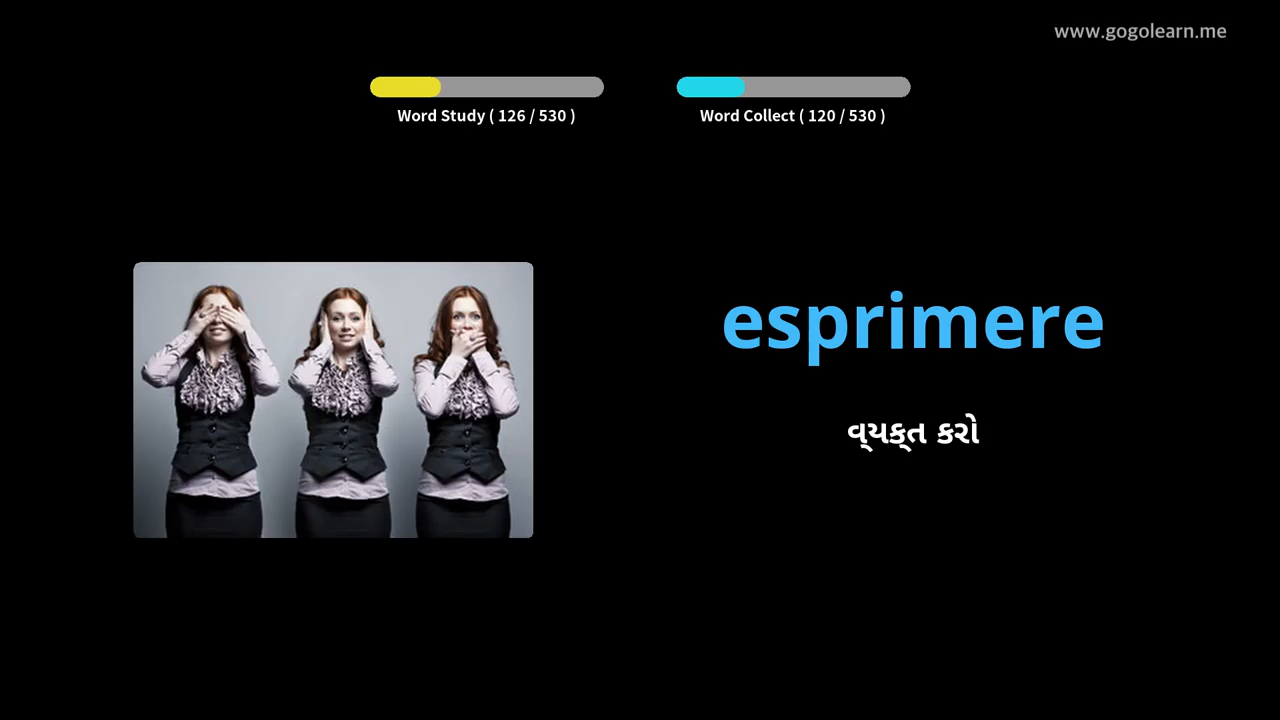 www.gogolearn.me
Word Study ( 126 / 530 )
Word Collect ( 120 / 530 )
esprimere
વ્યક્ત કરો